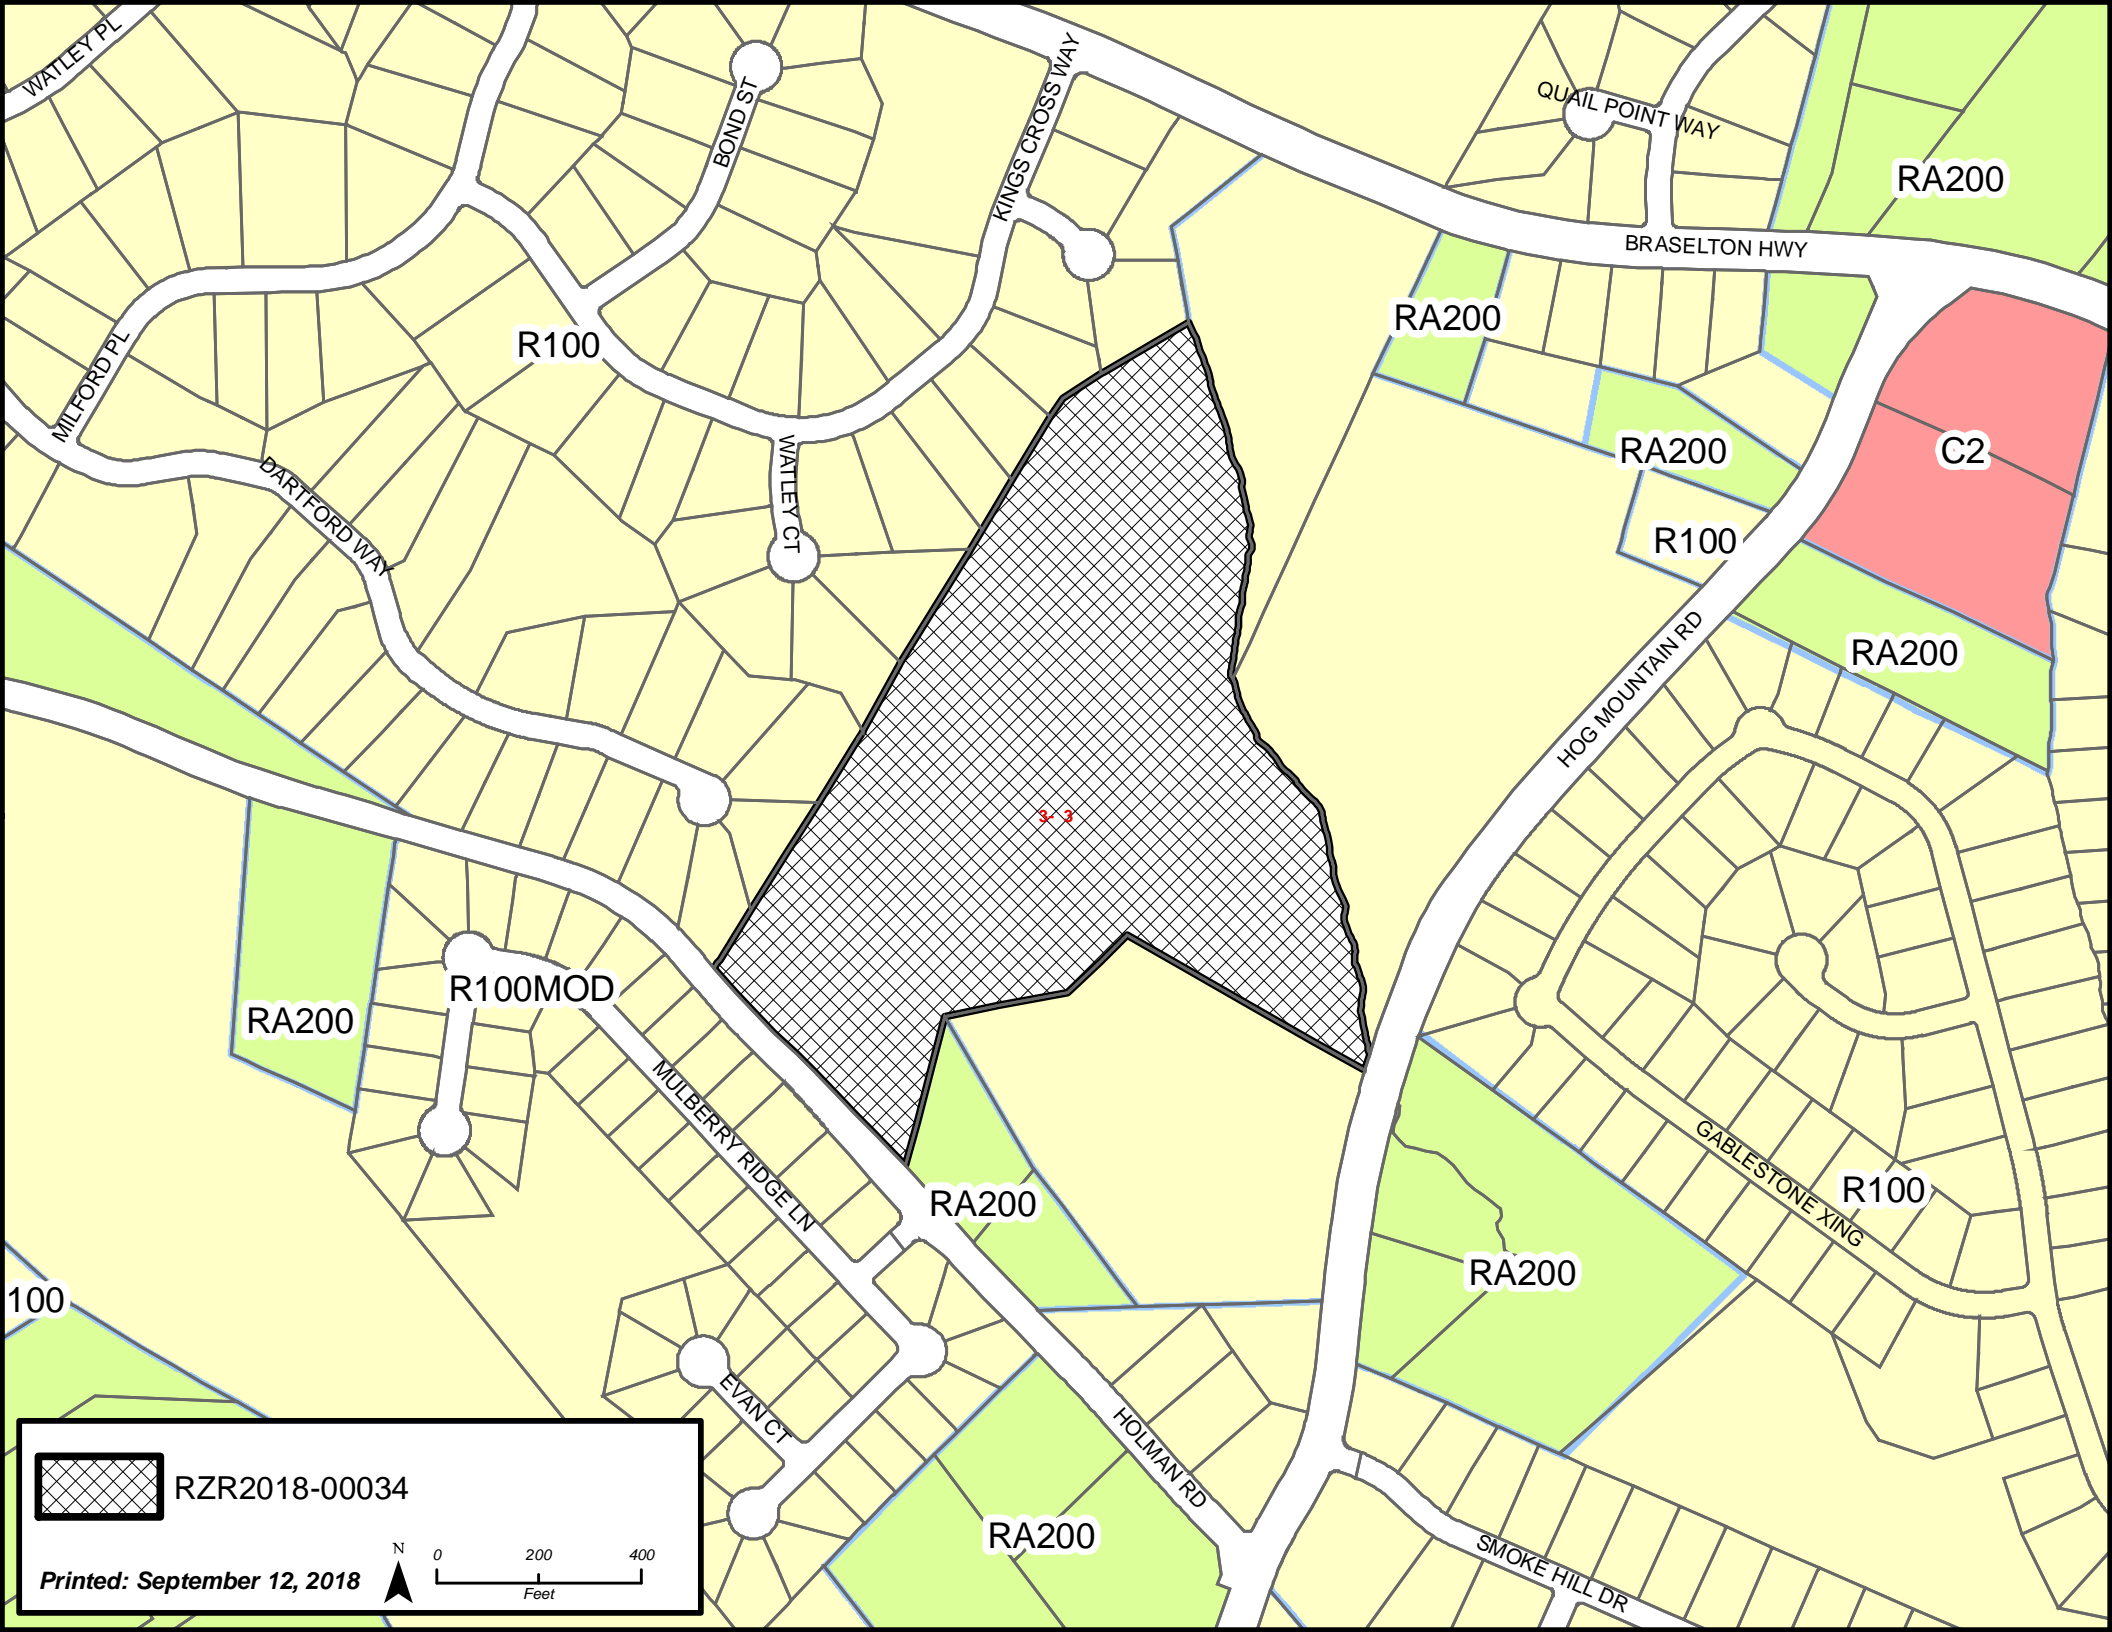 WATLEY PL
BOND ST
KINGS CROSS WAY
QUAIL POINT WAY
RA200
BRASELTON HWY
RA200
R100
MILFORD PL
C2
RA200
WATLEY CT
DARTFORD WAY
R100
RA200
HOG MOUNTAIN RD
3- 3
R100MOD
RA200
MULBERRY RIDGE LN
GABLESTONE XING
R100
RA200
RA200
100
EVAN CT
HOLMAN RD
RA200
SMOKE HILL DR
RZR2018-00034
N
0 200 400
Feet
Printed: September 12, 2018